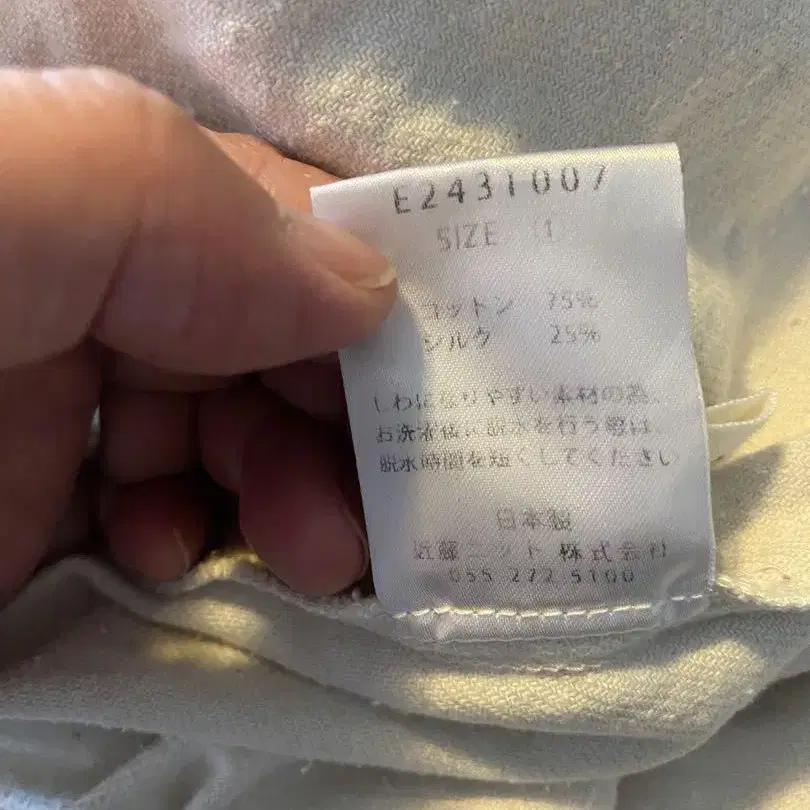 E2431007
SIZE 1
コットン 75%
シルク 25%
しわになりやすい素材の為、
お洗濯後に脱水を行う際は、
脱水時間を短くしてください
日本製
近藤ニット 株式会社
055 272 5100